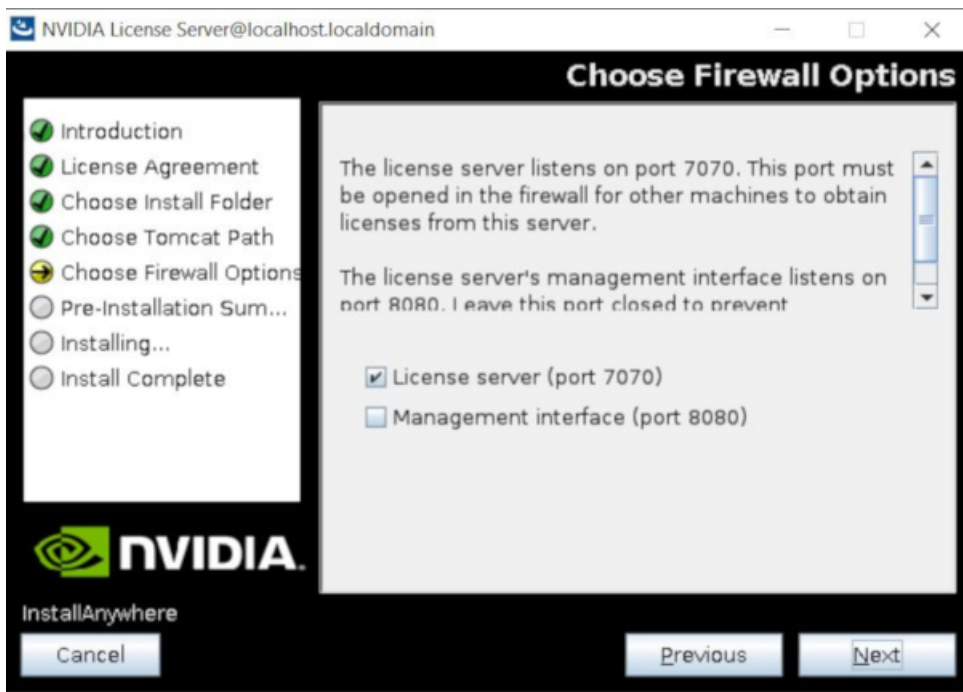 NVIDIA License Server@localhost.localdomain
Choose Firewall Options
Introduction
License Agreement
Choose Install Folder
Choose Tomcat Path
Choose Firewall Options
Pre-Installation Sum...
Installing...
Install Complete
The license server listens on port 7070. This port must
be opened in the firewall for other machines to obtain
licenses from this server.
The license server's management interface listens on
port 8080. Leave this port closed to prevent
License server (port 7070)
Management interface (port 8080)
NVIDIA.
InstallAnywhere
Cancel
Previous
Next